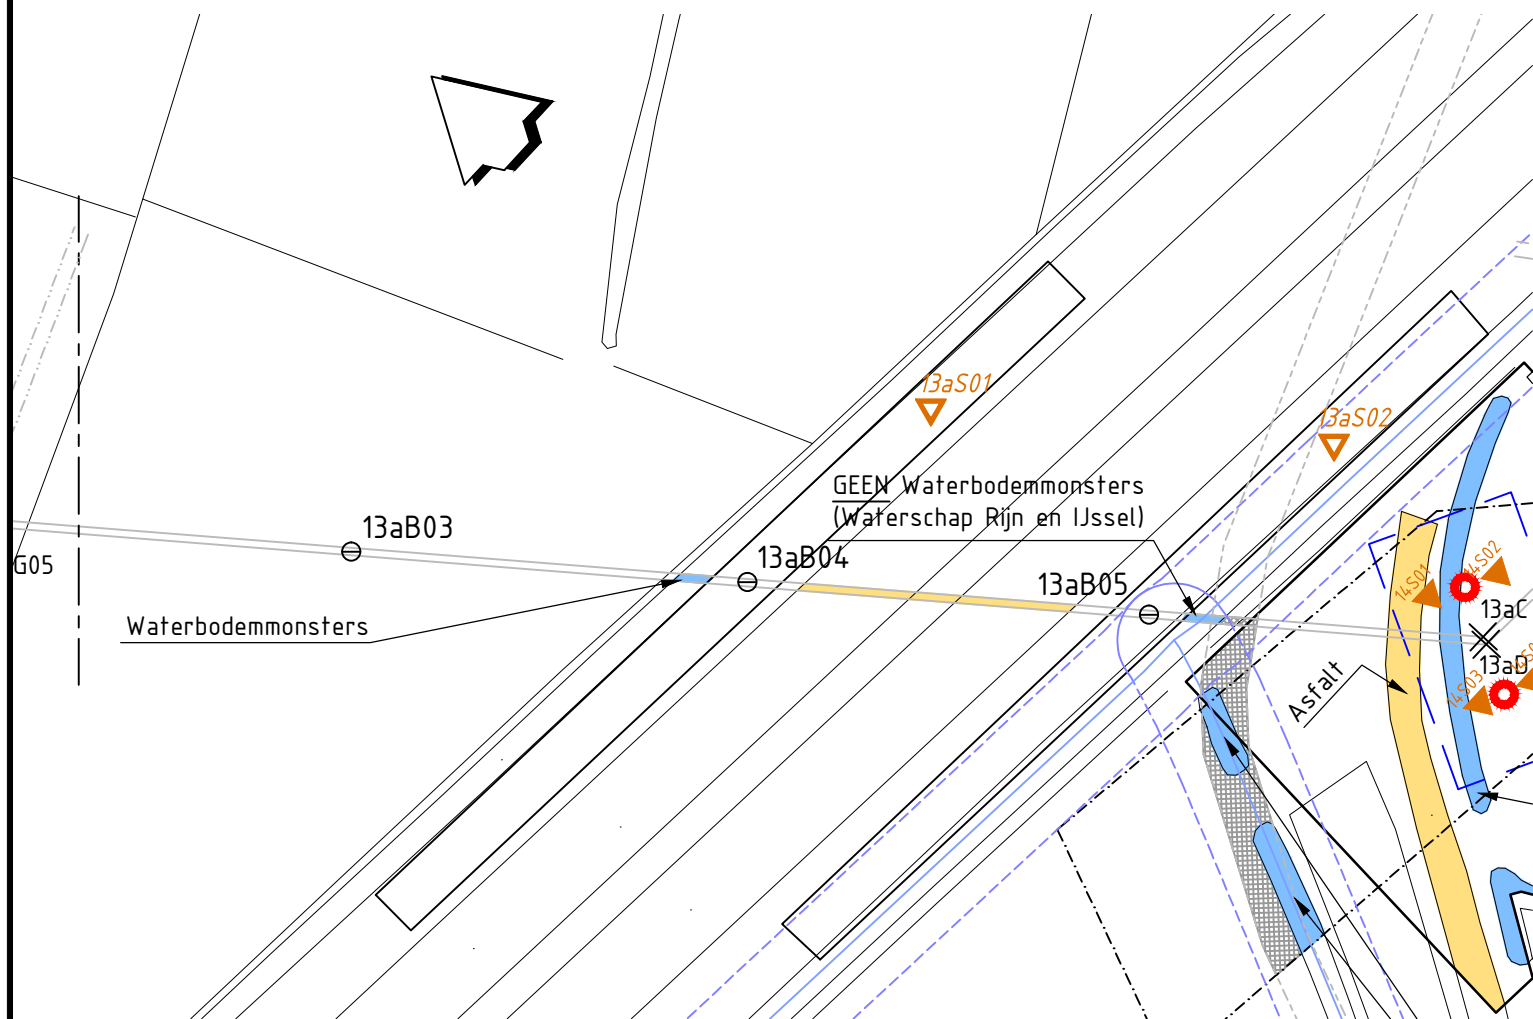 13aS01
13aS02
GEEN Waterbodemmonsters
(Waterschap Rijn en IJssel)
13aB03
13aB04
13aB05
G05
Waterbodemmonsters
14S01
14S02
13aC
13aD
14S03
Asfalt